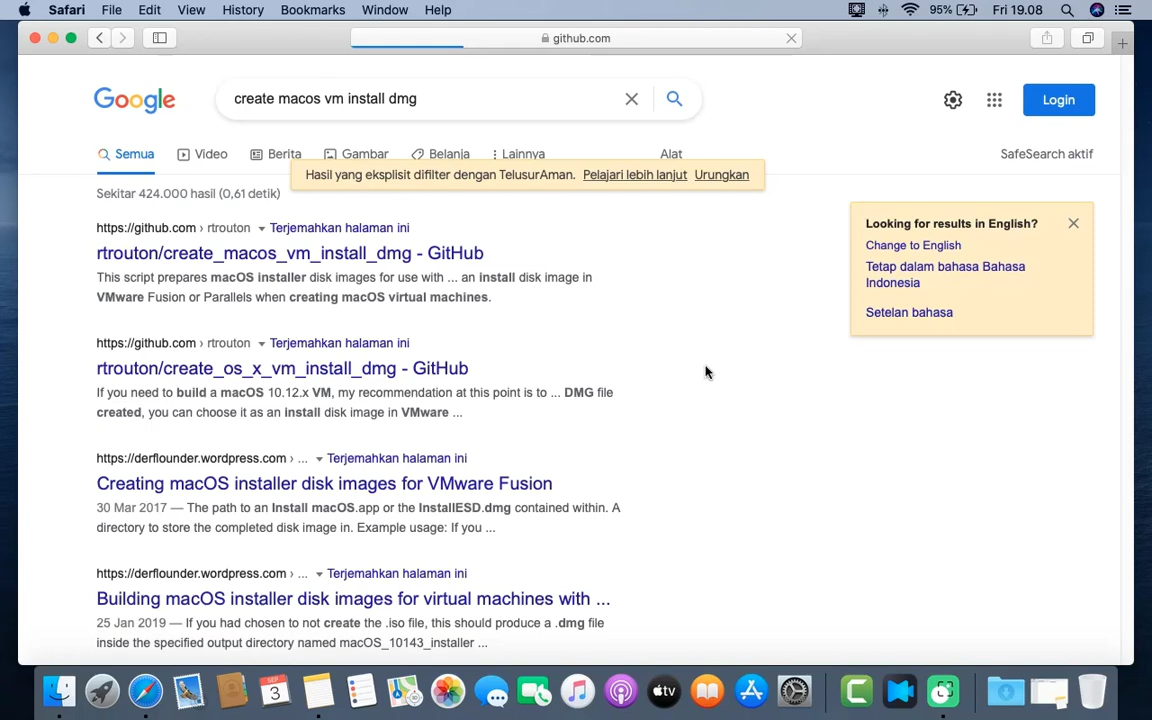 Safari File Edit View History Bookmarks Window Help 95% Fri 19.08
github.com
Google create macos vm install dmg Login
Semua Video Berita Gambar Belanja Lainnya Alat SafeSearch aktif
Hasil yang eksplisit difilter dengan TelusurAman. Pelajari lebih lanjut Urungkan
Sekitar 424.000 hasil (0,61 detik)
https://github.com › rtrouton Terjemahkan halaman ini
rtrouton/create_macos_vm_install_dmg - GitHub
This script prepares macOS installer disk images for use with ... an install disk image in
VMware Fusion or Parallels when creating macOS virtual machines.
https://github.com › rtrouton Terjemahkan halaman ini
rtrouton/create_os_x_vm_install_dmg - GitHub
If you need to build a macOS 10.12.x VM, my recommendation at this point is to ... DMG file
created, you can choose it as an install disk image in VMware ...
https://derflounder.wordpress.com › ... Terjemahkan halaman ini
Creating macOS installer disk images for VMware Fusion
30 Mar 2017 — The path to an Install macOS.app or the InstallESD.dmg contained within. A
directory to store the completed disk image in. Example usage: If you ...
https://derflounder.wordpress.com › ... Terjemahkan halaman ini
Building macOS installer disk images for virtual machines with ...
25 Jan 2019 — If you had chosen to not create the .iso file, this should produce a .dmg file
inside the specified output directory named macOS_10143_installer ...
Looking for results in English?
Change to English
Tetap dalam bahasa Bahasa
Indonesia
Setelan bahasa
SEP
3
tv